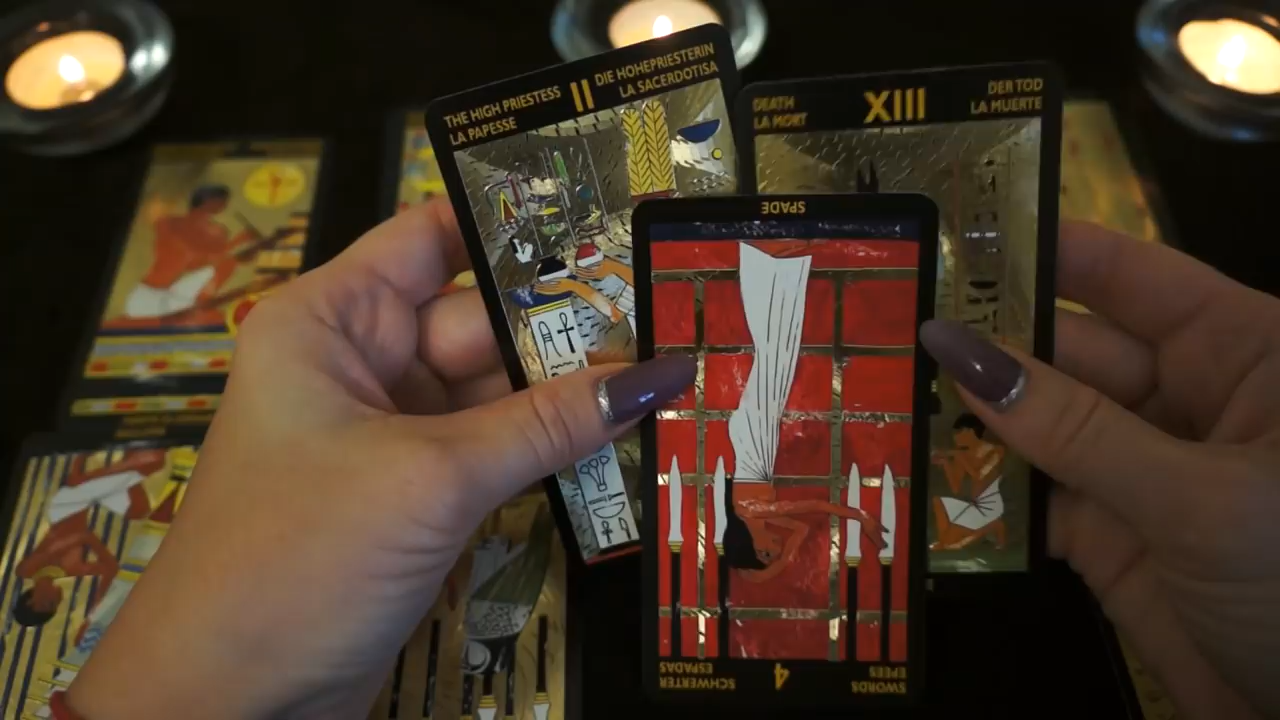 THE HIGH PRIESTESS
LA PAPESSE
II
DIE HOHEPRIESTERIN
LA SACERDOTISA
DEATH
LA MORT
XIII
DER TOD
LA MUERTE
SPADE
SCHWERTER
ESPADAS
4
SWORDS
EPEES